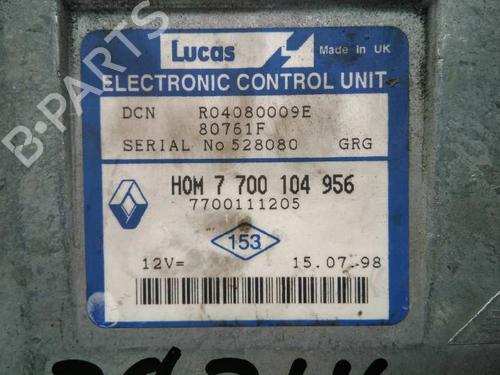 Lucas Made in UK
ELECTRONIC CONTROL UNIT
DCN R04080009E
80761F
SERIAL No 528080 GRG
HOM 7 700 104 956
7700111205
153
12V= 15.07.98